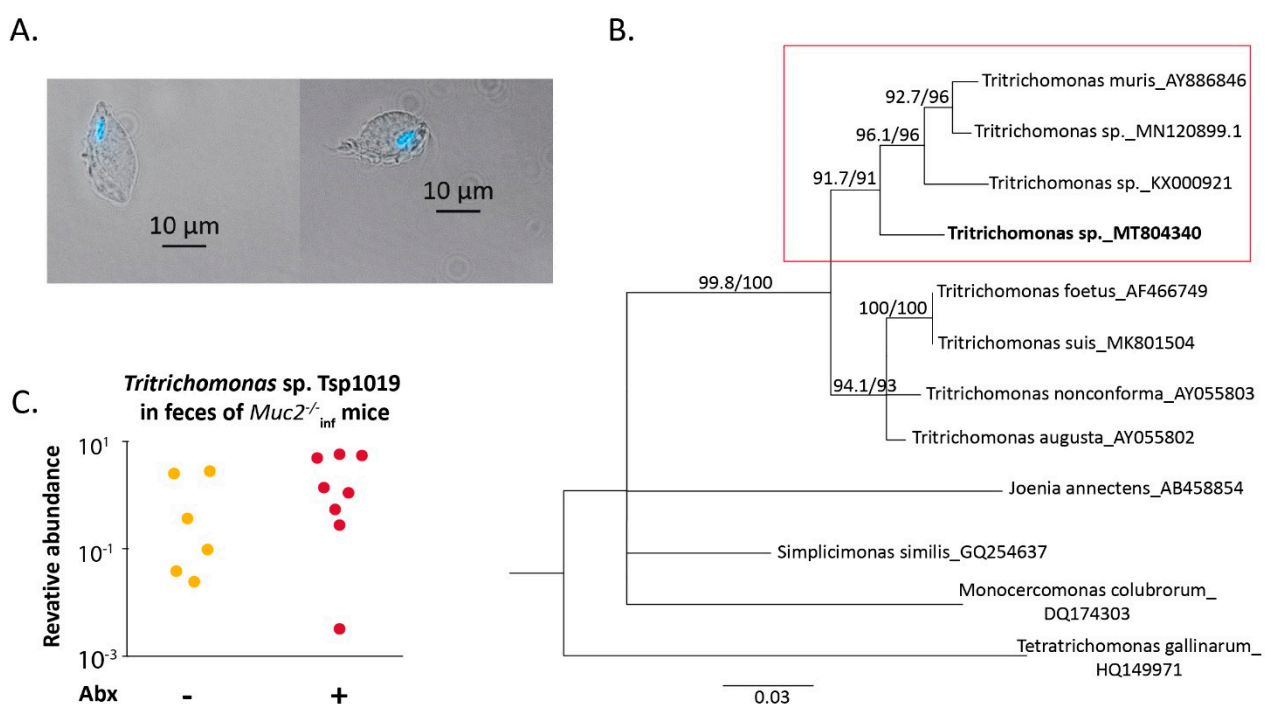 A.
10 µm
10 µm
B.
92.7/96
96.1/96
91.7/91
99.8/100
100/100
94.1/93
Tritrichomonas muris_AY886846
Tritrichomonas sp._MN120899.1
Tritrichomonas sp._KX000921
Tritrichomonas sp._MT804340
Tritrichomonas foetus_AF466749
Tritrichomonas suis_MK801504
Tritrichomonas nonconforma_AY055803
Tritrichomonas augusta_AY055802
Joenia annectens_AB458854
Simplicimonas similis_GQ254637
Monocercomonas colubrorum_
DQ174303
Tetratrichomonas gallinarum_
HQ149971
0.03
C.
Tritrichomonas sp. Tsp1019
in feces of Muc2-/-inf mice
Revative abundance
10¹
10-1
10-3
Abx - +